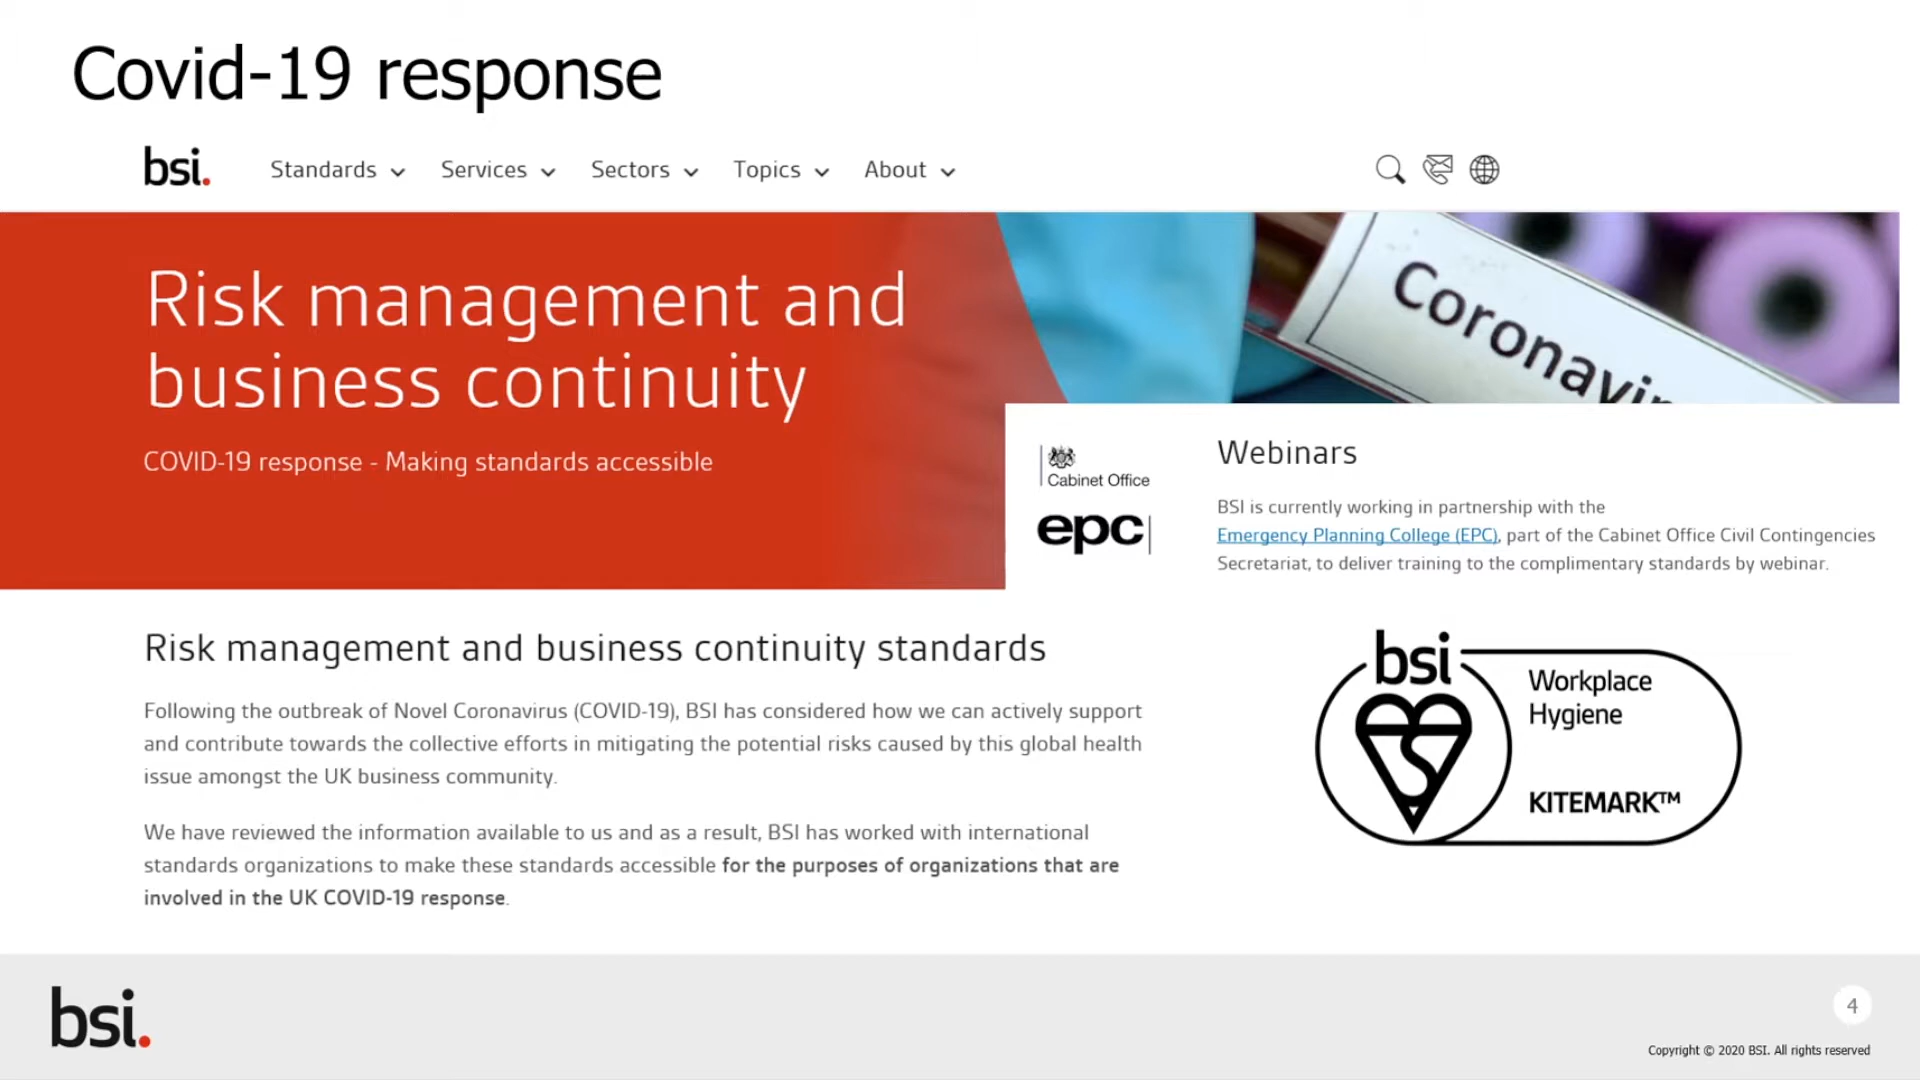 Covid-19 response
bsi.
Standards
Services
Sectors
Topics
About
Risk management and
business continuity
COVID-19 response - Making standards accessible
Cabinet Office
epc
Webinars
BSI is currently working in partnership with the
Emergency Planning College (EPC), part of the Cabinet Office Civil Contingencies
Secretariat, to deliver training to the complimentary standards by webinar.
Risk management and business continuity standards
Following the outbreak of Novel Coronavirus (COVID-19), BSI has considered how we can actively support
and contribute towards the collective efforts in mitigating the potential risks caused by this global health
issue amongst the UK business community.
We have reviewed the information available to us and as a result, BSI has worked with international
standards organizations to make these standards accessible for the purposes of organizations that are
involved in the UK COVID-19 response.
bsi
Workplace
Hygiene
KITEMARK™
bsi.
4
Copyright © 2020 BSI. All rights reserved